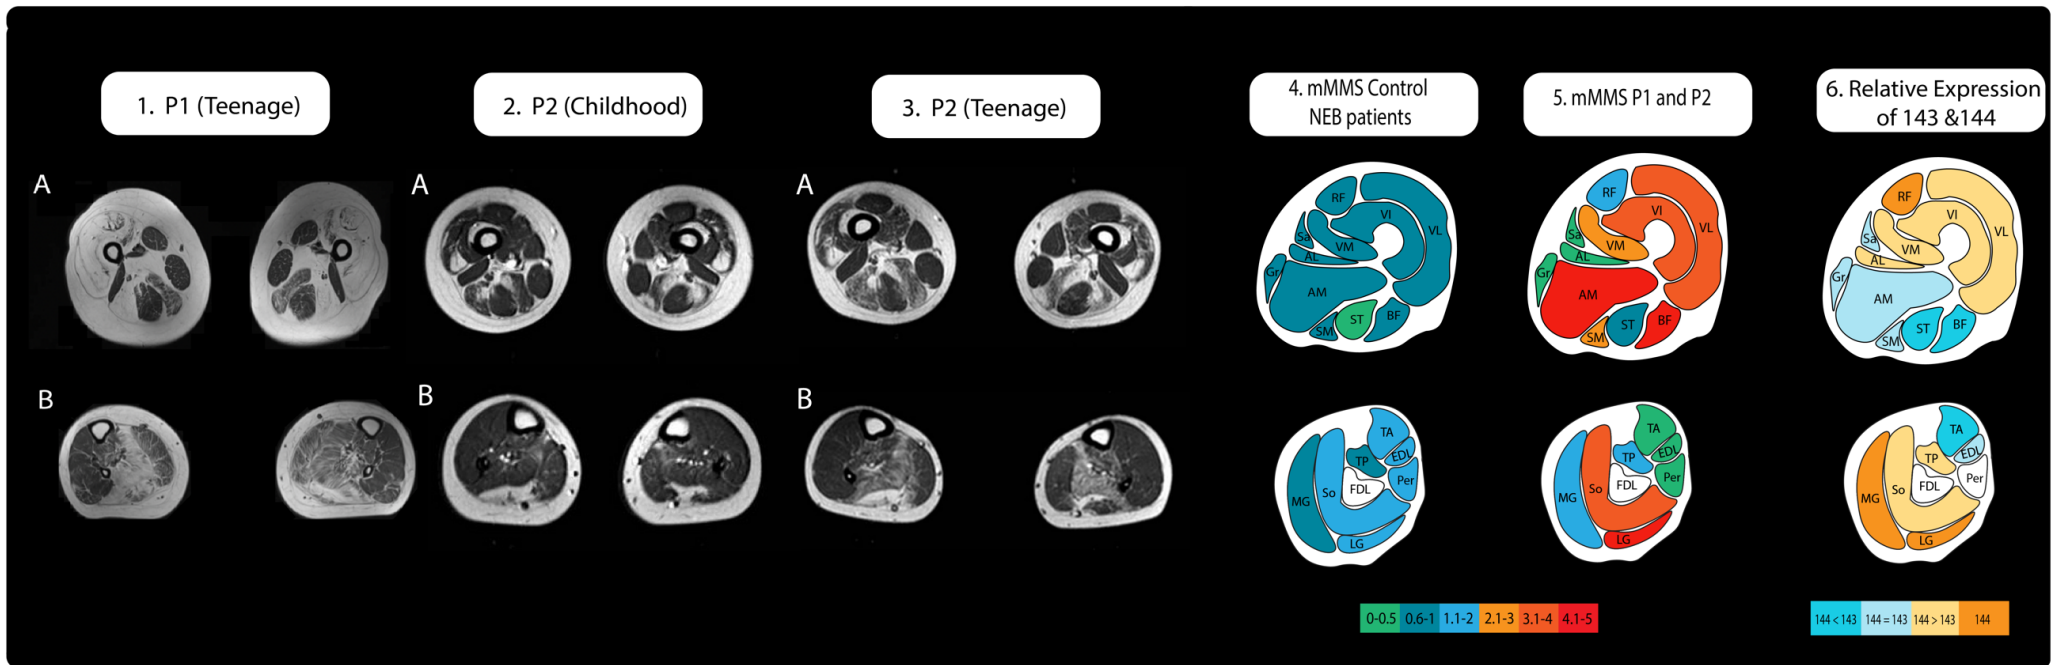 1. P1 (Teenage)
2. P2 (Childhood)
3. P2 (Teenage)
4. mMMS Control
NEB patients
5. mMMS P1 and P2
6. Relative Expression
of 143 &144
A
A
A
B
B
B
RF
VI
VL
Sa
VM
AL
Gr
AM
ST
BF
SM
RF
VI
VL
Sa
VM
AL
Gr
AM
ST
BF
SM
RF
VI
VL
Sa
VM
AL
Gr
AM
ST
BF
SM
TA
EDL
TP
Per
FDL
So
MG
LG
TA
EDL
TP
Per
FDL
So
MG
LG
TA
EDL
TP
Per
FDL
So
MG
LG
0-0.5 0.6-1 1.1-2 2.1-3 3.1-4 4.1-5
144 < 143 144 = 143 144 > 143 144